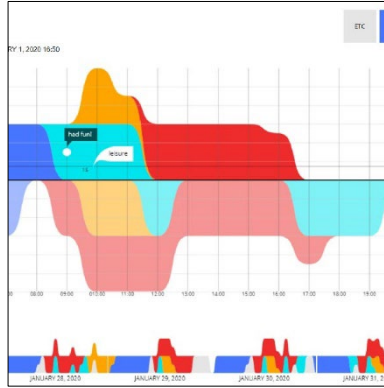 ETC
RY 1, 2020 16:50
had fun!
leisure
08:00 09:00 10:00 11:00 12:00 13:00 14:00 15:00 16:00 17:00 18:00 19:00
JANUARY 28, 2020 JANUARY 29, 2020 JANUARY 30, 2020 JANUARY 31, 2